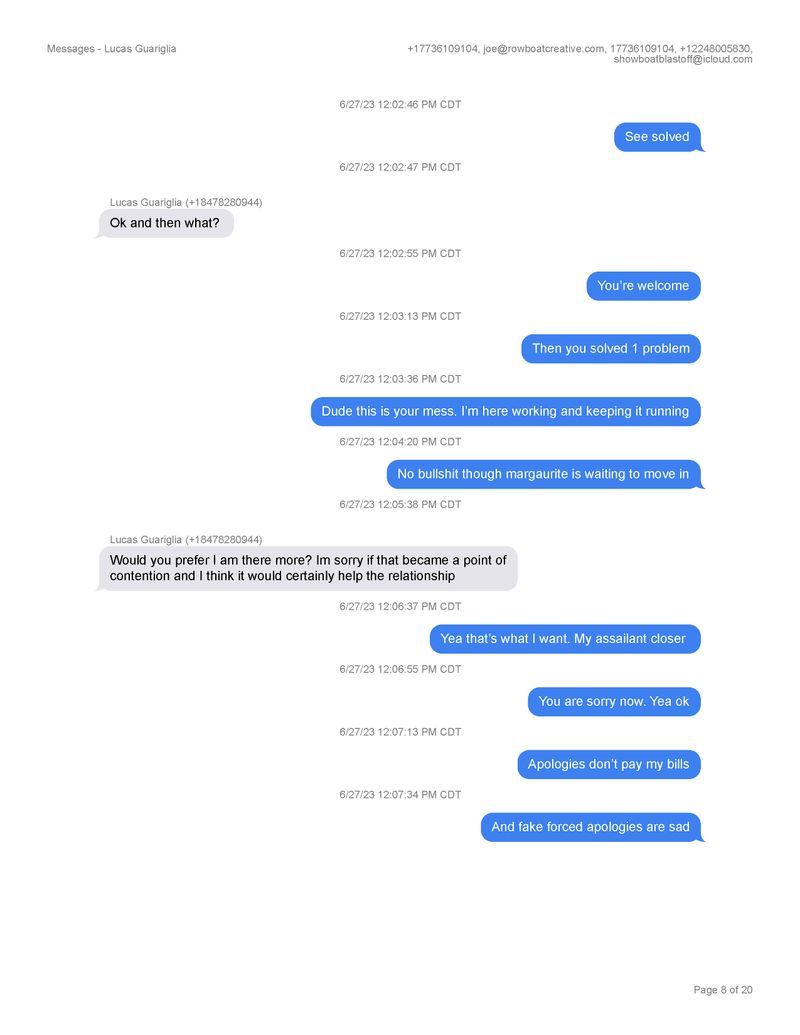 Messages - Lucas Guariglia
+17736109104, joe@rowboatcreative.com, 17736109104, +12248005830,
showboatblastoff@icloud.com
6/27/23 12:02:46 PM CDT
See solved
6/27/23 12:02:47 PM CDT
Lucas Guariglia (+18478280944)
Ok and then what?
6/27/23 12:02:55 PM CDT
You're welcome
6/27/23 12:03:13 PM CDT
Then you solved 1 problem
6/27/23 12:03:36 PM CDT
Dude this is your mess. I'm here working and keeping it running
6/27/23 12:04:20 PM CDT
No bullshit though margaurite is waiting to move in
6/27/23 12:05:38 PM CDT
Lucas Guariglia (+18478280944)
Would you prefer I am there more? Im sorry if that became a point of
contention and I think it would certainly help the relationship
6/27/23 12:06:37 PM CDT
Yea that's what I want. My assailant closer
6/27/23 12:06:55 PM CDT
You are sorry now. Yea ok
6/27/23 12:07:13 PM CDT
Apologies don't pay my bills
6/27/23 12:07:34 PM CDT
And fake forced apologies are sad
Page 8 of 20